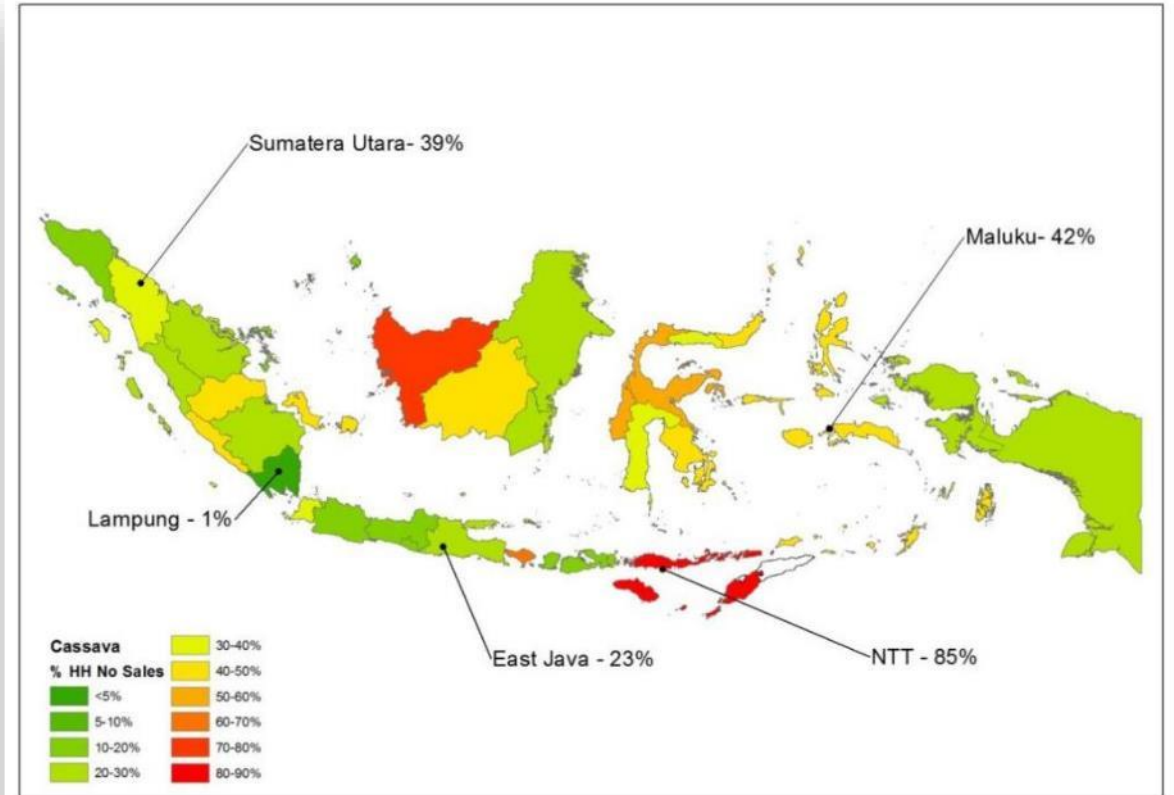 Sumatera Utara- 39%
Maluku- 42%
Lampung - 1%
East Java - 23%
NTT - 85%
Cassava
% HH No Sales
<5%
5-10%
10-20%
20-30%
30-40%
40-50%
50-60%
60-70%
70-80%
80-90%